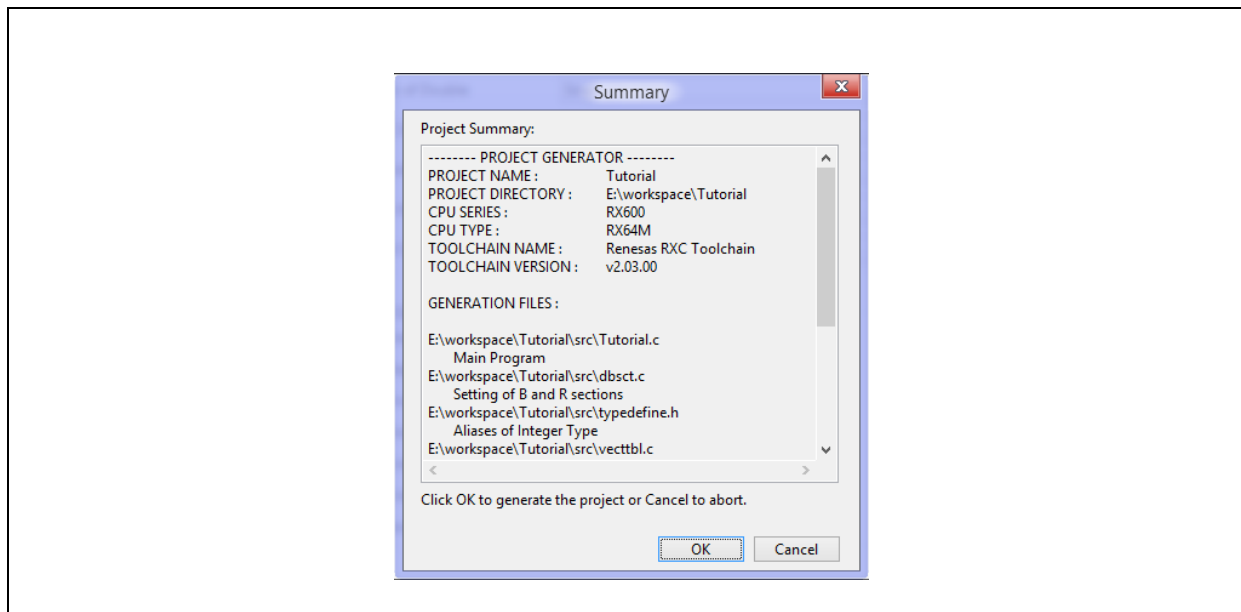 Summary
Project Summary:
-------- PROJECT GENERATOR --------
PROJECT NAME : Tutorial
PROJECT DIRECTORY : E:\workspace\Tutorial
CPU SERIES : RX600
CPU TYPE : RX64M
TOOLCHAIN NAME : Renesas RXC Toolchain
TOOLCHAIN VERSION : v2.03.00
GENERATION FILES :
E:\workspace\Tutorial\src\Tutorial.c
Main Program
E:\workspace\Tutorial\src\dbsct.c
Setting of B and R sections
E:\workspace\Tutorial\src\typedefine.h
Aliases of Integer Type
E:\workspace\Tutorial\src\vecttbl.c
Click OK to generate the project or Cancel to abort.
OK Cancel